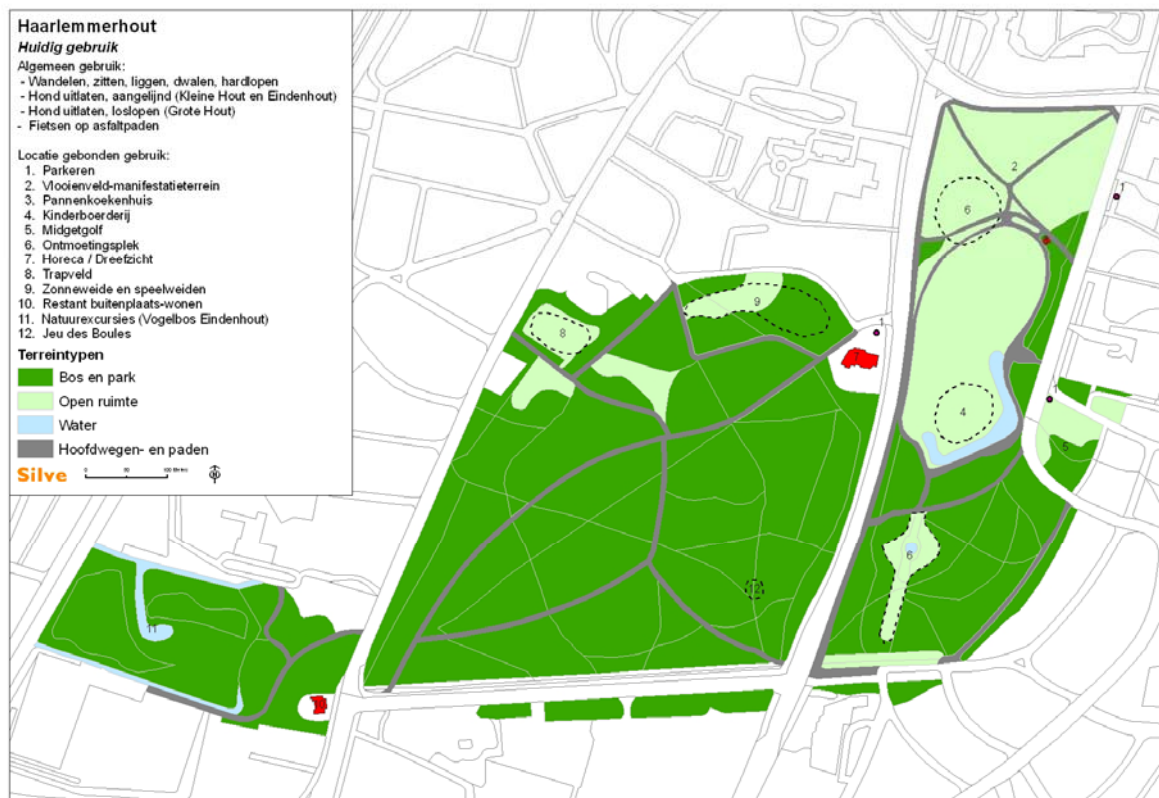 Haarlemmerhout
Huidig gebruik
Algemeen gebruik:
- Wandelen, zitten, liggen, dwalen, hardlopen
- Hond uitlaten, aangelijnd (Kleine Hout en Eindenhout)
- Hond uitlaten, loslopen (Grote Hout)
- Fietsen op asfaltpaden
Locatie gebonden gebruik:
1. Parkeren
2. Vlooienveld-manifestatieterrein
3. Pannenkoekenhuis
4. Kinderboerderij
5. Midgetgolf
6. Ontmoetingsplek
7. Horeca / Dreefzicht
8. Trapveld
9. Zonneweide en speelweiden
10. Restant buitenplaats-wonen
11. Natuurexcursies (Vogelbos Eindenhout)
12. Jeu des Boules
Terreintypen
Bos en park
Open ruimte
Water
Hoofdwegen- en paden
Silve
2
1
6
9
8
1
7
1
4
5
6
12
11
10